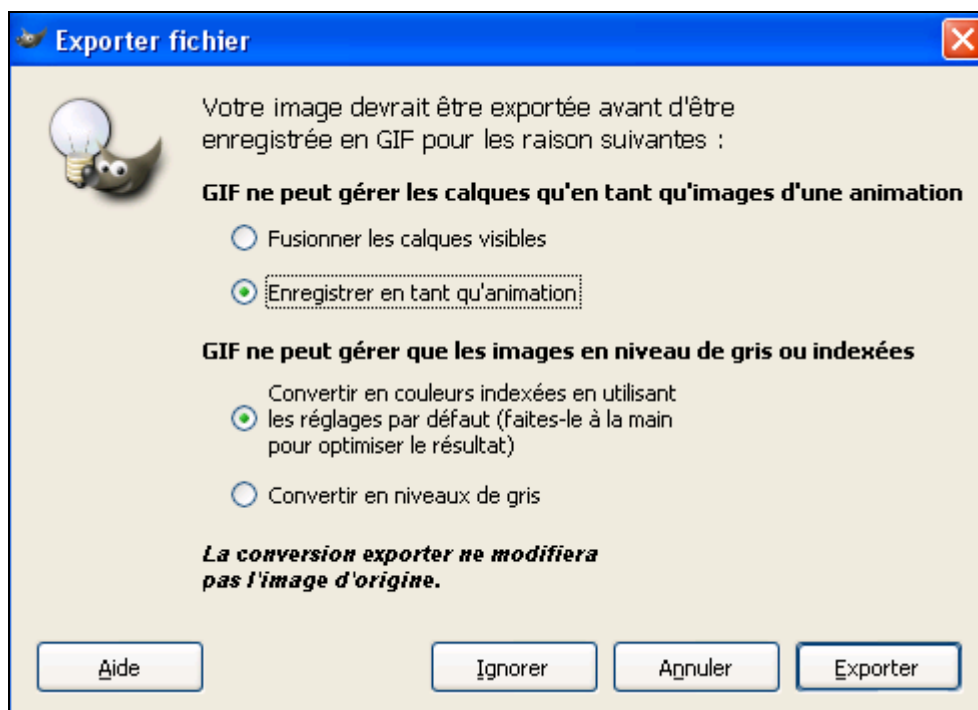 Exporter fichier
Votre image devrait être exportée avant d'être
enregistrée en GIF pour les raison suivantes :
GIF ne peut gérer les calques qu'en tant qu'images d'une animation
Fusionner les calques visibles
Enregistrer en tant qu'animation
GIF ne peut gérer que les images en niveau de gris ou indexées
Convertir en couleurs indexées en utilisant
les réglages par défaut (faites-le à la main
pour optimiser le résultat)
Convertir en niveaux de gris
La conversion exporter ne modifiera
pas l'image d'origine.
Aide Ignorer Annuler Exporter